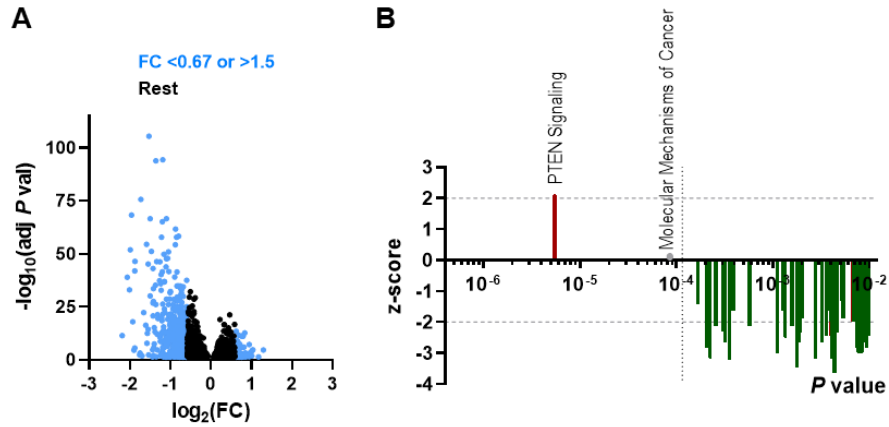 A
FC <0.67 or >1.5
Rest
-log10(adj P val)
100
75
50
25
0
-3
-2
-1
0
1
2
3
log2(FC)
B
PTEN Signaling
Molecular Mechanisms of Cancer
z-score
3
2
1
0
-1
-2
-3
-4
10-6
10-5
10-4
10-3
10-2
P value